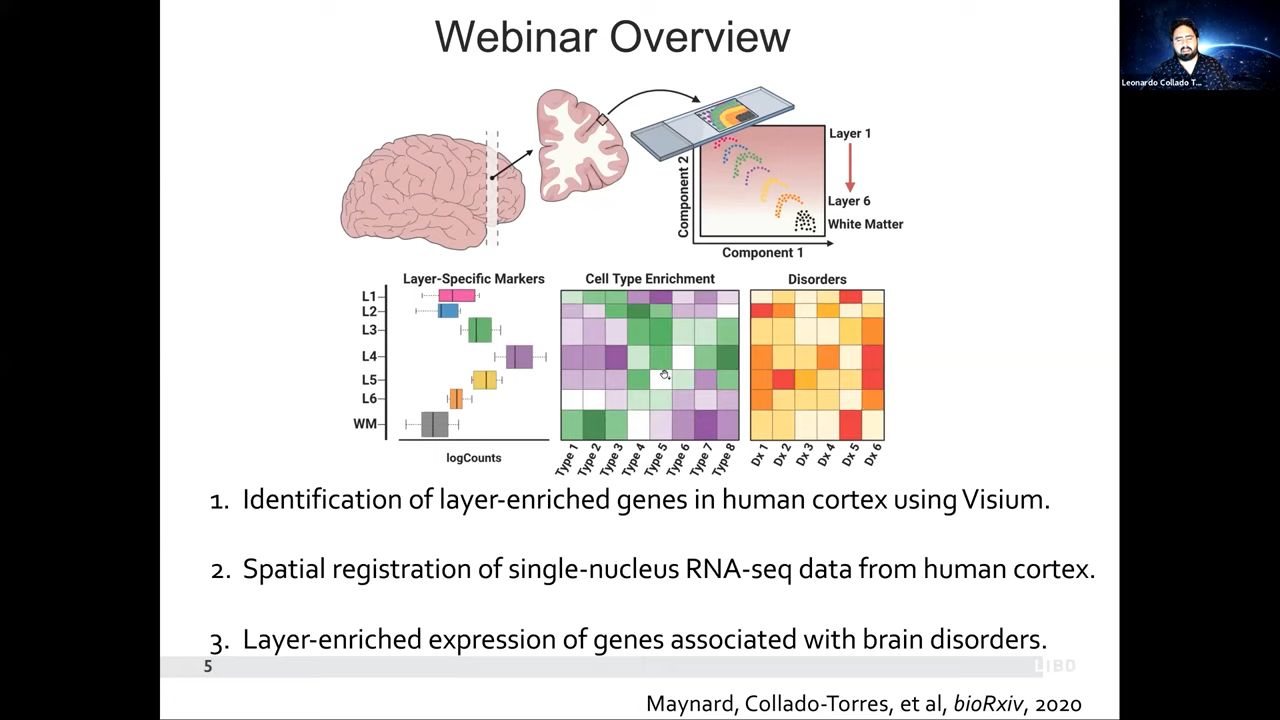 Webinar Overview
Leonardo Collado T...
Layer 1
Layer 6
White Matter
Component 2
Component 1
Layer-Specific Markers
L1
L2
L3
L4
L5
L6
WM
logCounts
Cell Type Enrichment
Type 1
Type 2
Type 3
Type 4
Type 5
Type 6
Type 7
Type 8
Disorders
Dx 1
Dx 2
Dx 3
Dx 4
Dx 5
Dx 6
1. Identification of layer-enriched genes in human cortex using Visium.
2. Spatial registration of single-nucleus RNA-seq data from human cortex.
3. Layer-enriched expression of genes associated with brain disorders.
5
LIBD
Maynard, Collado-Torres, et al, bioRxiv, 2020